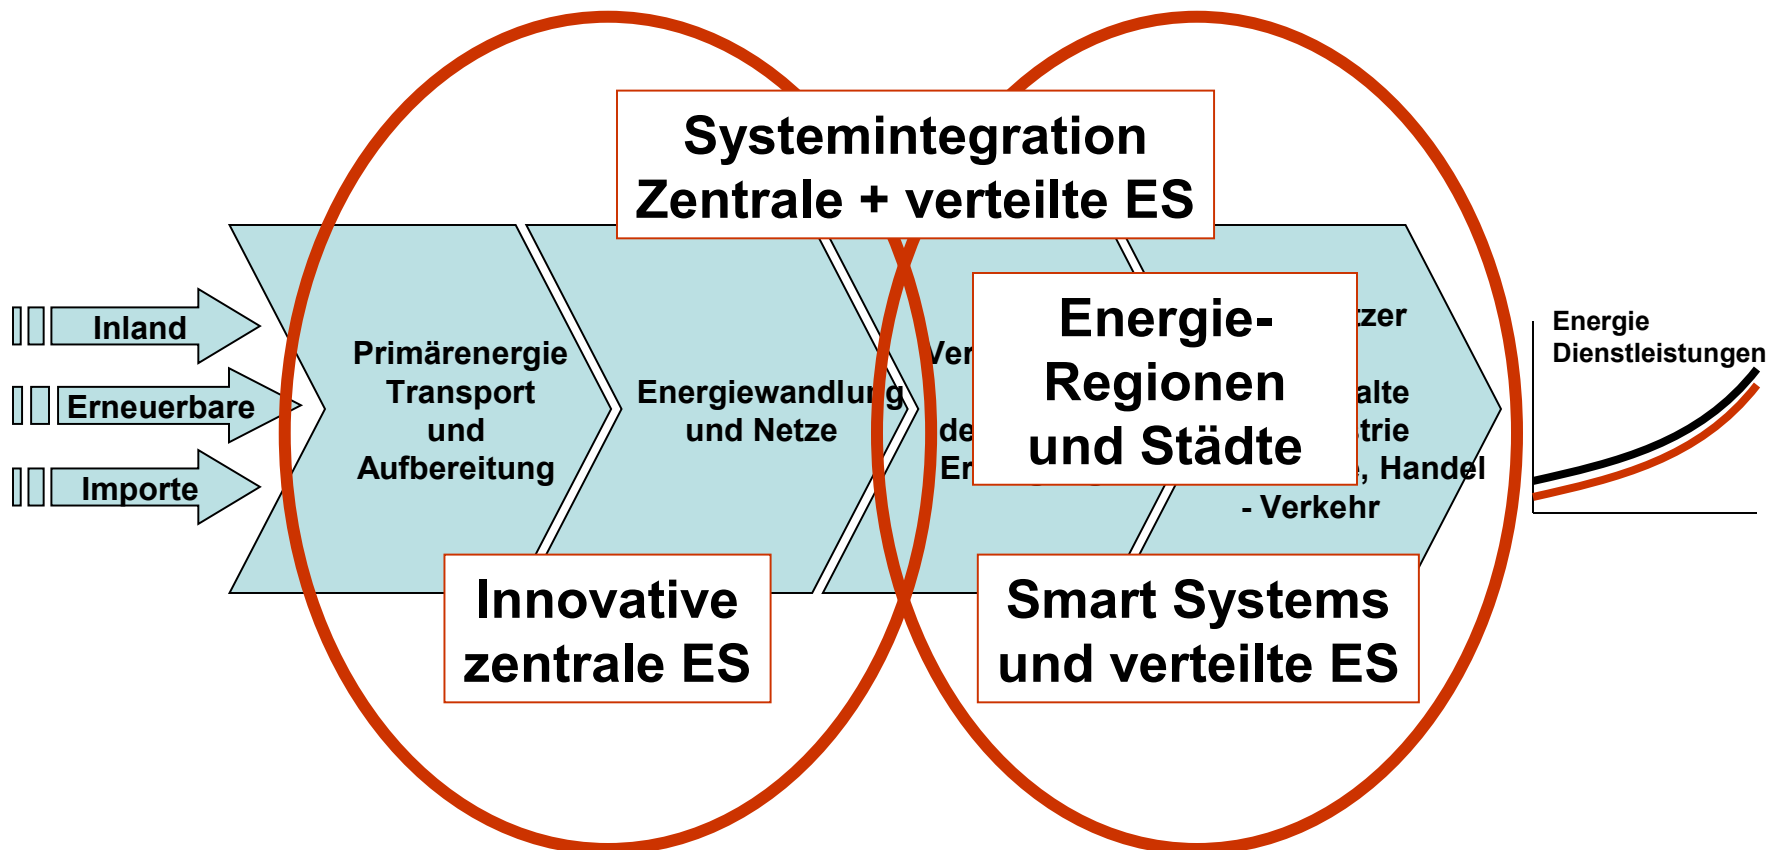 Systemintegration
Zentrale + verteilte ES
Inland
Erneuerbare
Importe
Primärenergie
Transport
und
Aufbereitung
Energiewandlung
und Netze
Energie-
Regionen
und Städte
Handel
- Verkehr
Energie
Dienstleistungen
Innovative
zentrale ES
Smart Systems
und verteilte ES